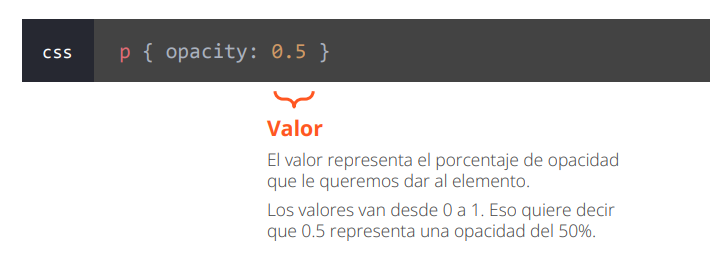 css p { opacity: 0.5 }
Valor
El valor representa el porcentaje de opacidad
que le queremos dar al elemento.
Los valores van desde 0 a 1. Eso quiere decir
que 0.5 representa una opacidad del 50%.